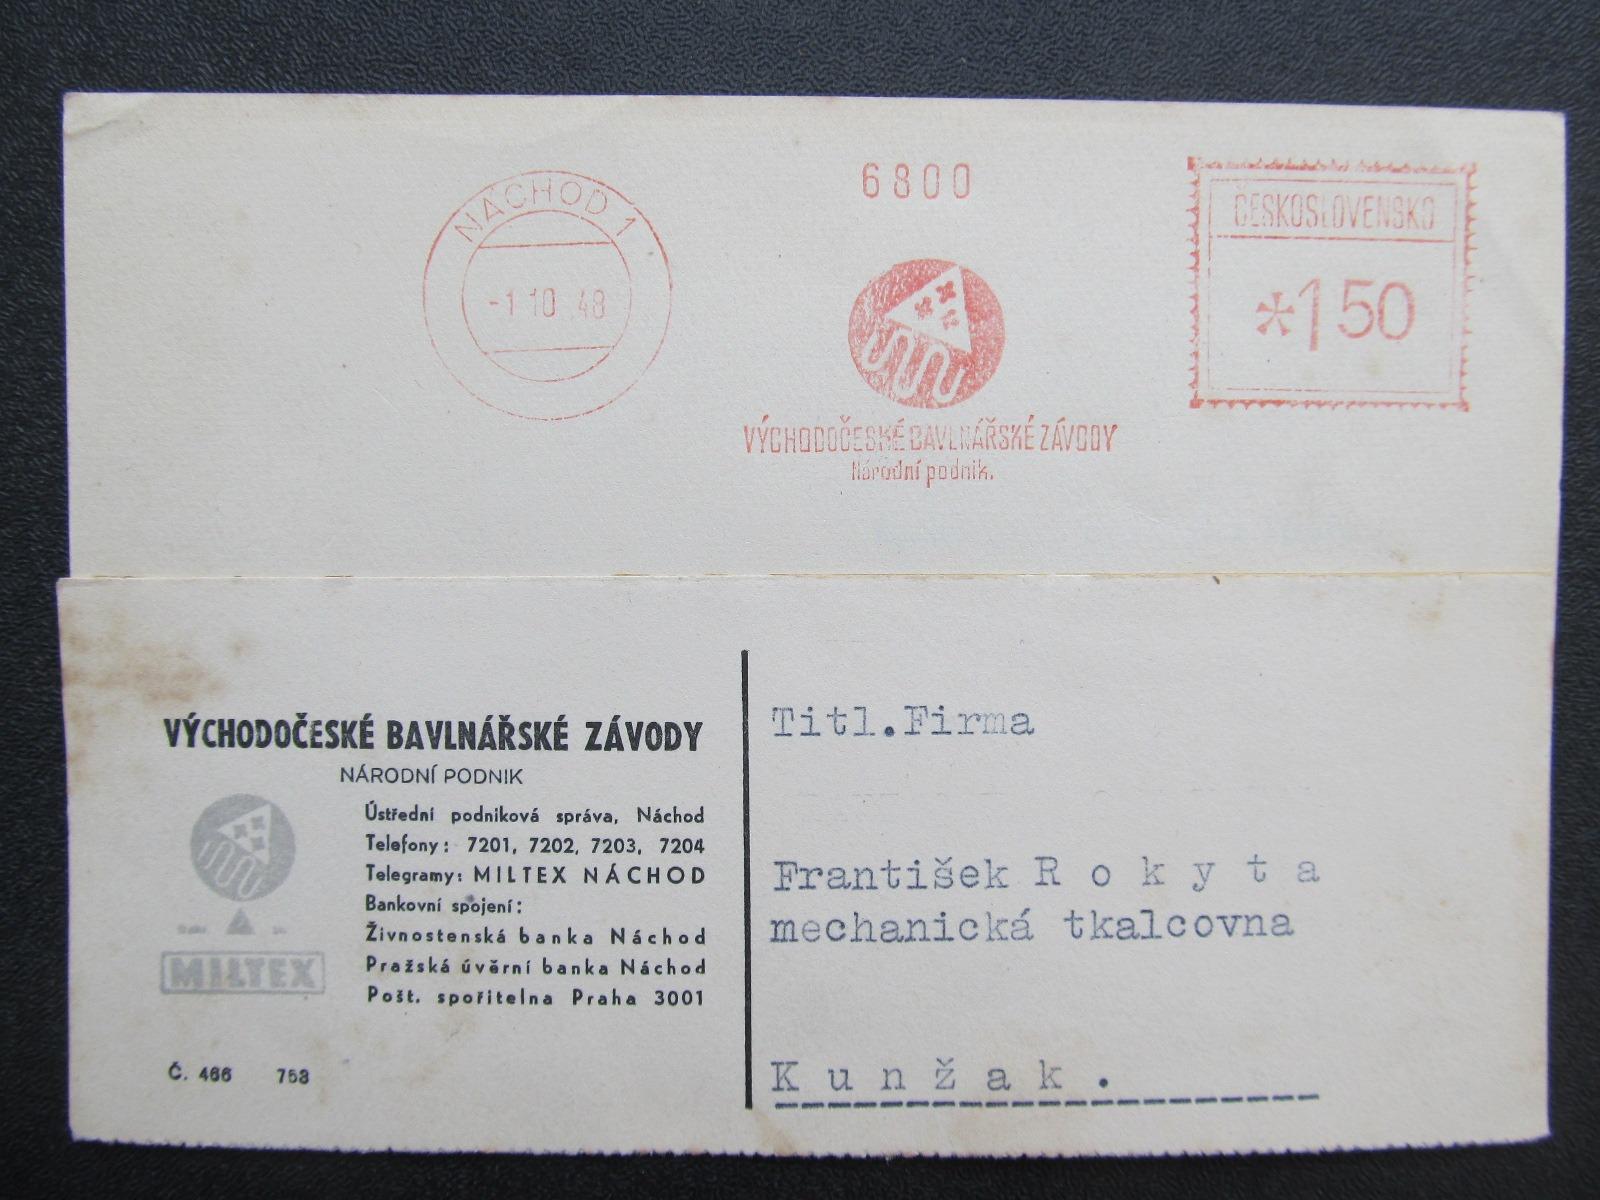 6800
NÁCHOD 1
-1 10 .48
ČESKOSLOVENSKO
*150
VÝCHODOČESKÉ BAVLNÁŘSKÉ ZÁVODY
Národní podnik.
VÝCHODOČESKÉ BAVLNÁŘSKÉ ZÁVODY
NÁRODNÍ PODNIK
Ústřední podniková správa, Náchod
Telefony: 7201, 7202, 7203, 7204
Telegramy: MILTEX NÁCHOD
Bankovní spojení:
Živnostenská banka Náchod
Pražská úvěrní banka Náchod
Pošt. spořitelna Praha 3001
MILTEX
Č. 466 753
Titl.Firma
František R o k y t a
mechanická tkalcovna
K u n ž a k .